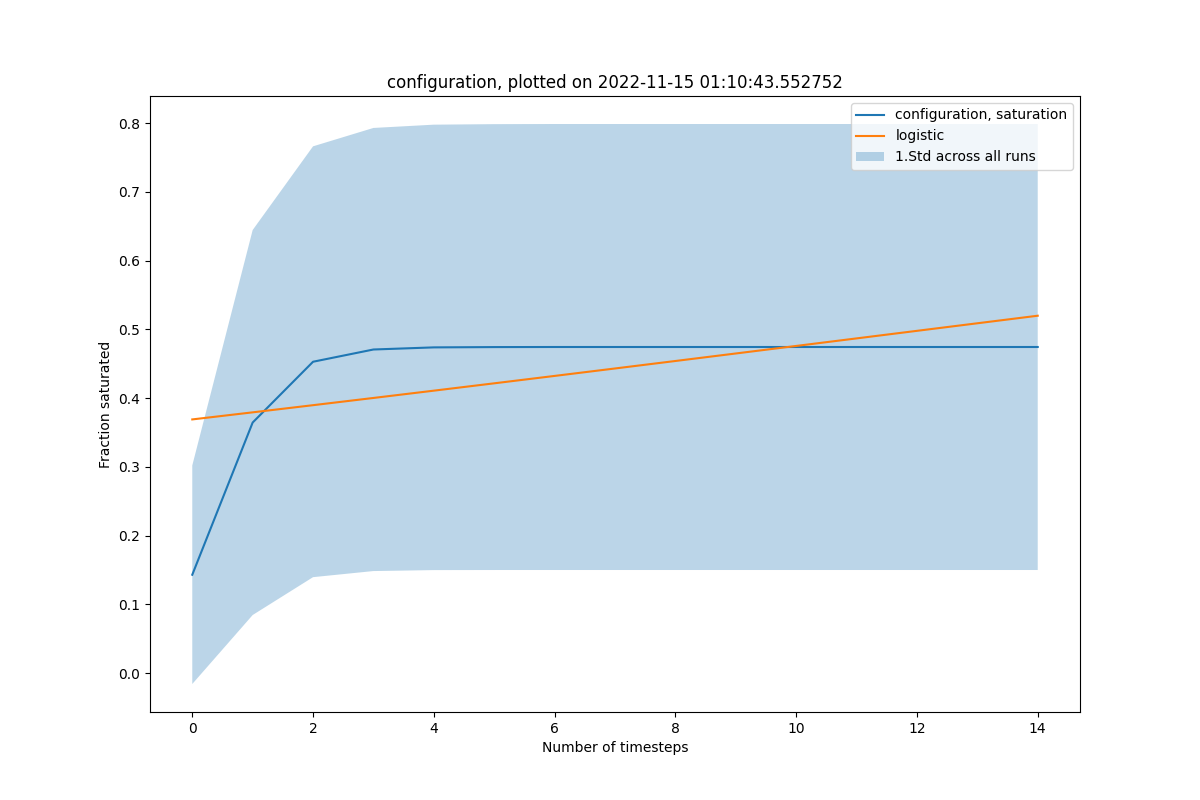 configuration, plotted on 2022-11-15 01:10:43.552752
configuration, saturation
logistic
1.Std across all runs
Fraction saturated
0.8
0.7
0.6
0.5
0.4
0.3
0.2
0.1
0.0
0 2 4 6 8 10 12 14
Number of timesteps